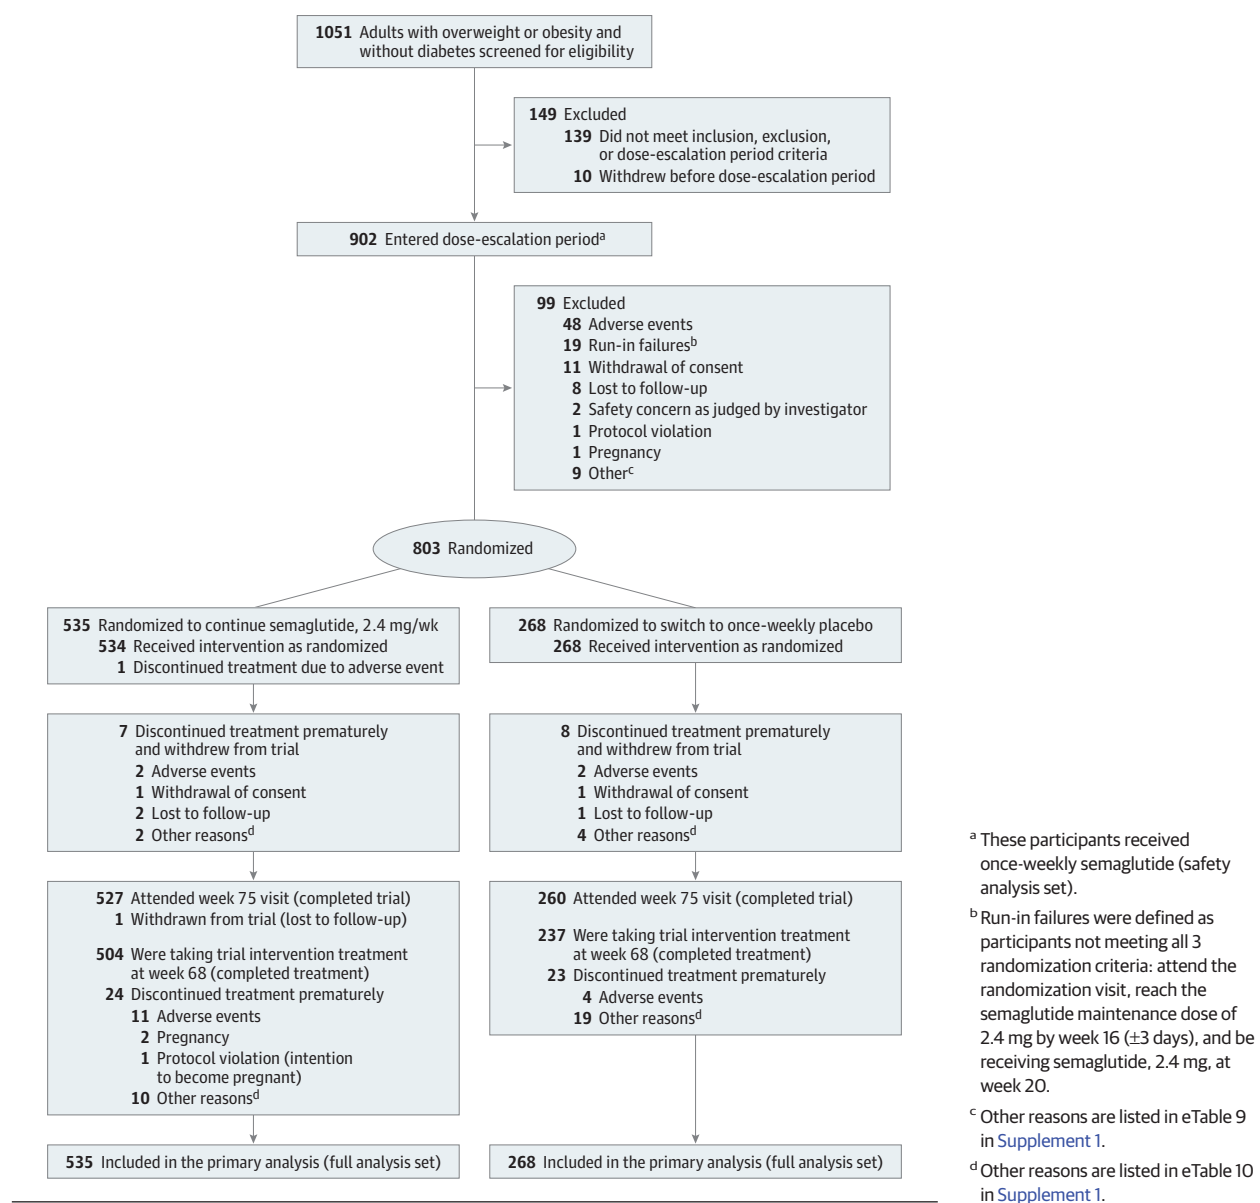 1051 Adults with overweight or obesity and
without diabetes screened for eligibility
149 Excluded
139 Did not meet inclusion, exclusion,
or dose-escalation period criteria
10 Withdrew before dose-escalation period
902 Entered dose-escalation periodᵃ
99 Excluded
48 Adverse events
19 Run-in failuresᵇ
11 Withdrawal of consent
8 Lost to follow-up
2 Safety concern as judged by investigator
1 Protocol violation
1 Pregnancy
9 Otherᶜ
803 Randomized
535 Randomized to continue semaglutide, 2.4 mg/wk
534 Received intervention as randomized
1 Discontinued treatment due to adverse event
7 Discontinued treatment prematurely
and withdrew from trial
2 Adverse events
1 Withdrawal of consent
2 Lost to follow-up
2 Other reasonsᵈ
527 Attended week 75 visit (completed trial)
1 Withdrawn from trial (lost to follow-up)
504 Were taking trial intervention treatment
at week 68 (completed treatment)
24 Discontinued treatment prematurely
11 Adverse events
2 Pregnancy
1 Protocol violation (intention
to become pregnant)
10 Other reasonsᵈ
535 Included in the primary analysis (full analysis set)
268 Randomized to switch to once-weekly placebo
268 Received intervention as randomized
8 Discontinued treatment prematurely
and withdrew from trial
2 Adverse events
1 Withdrawal of consent
1 Lost to follow-up
4 Other reasonsᵈ
260 Attended week 75 visit (completed trial)
237 Were taking trial intervention treatment
at week 68 (completed treatment)
23 Discontinued treatment prematurely
4 Adverse events
19 Other reasonsᵈ
268 Included in the primary analysis (full analysis set)
ᵃ These participants received
once-weekly semaglutide (safety
analysis set).
ᵇ Run-in failures were defined as
participants not meeting all 3
randomization criteria: attend the
randomization visit, reach the
semaglutide maintenance dose of
2.4 mg by week 16 (±3 days), and be
receiving semaglutide, 2.4 mg, at
week 20.
ᶜ Other reasons are listed in eTable 9
in Supplement 1.
ᵈ Other reasons are listed in eTable 10
in Supplement 1.